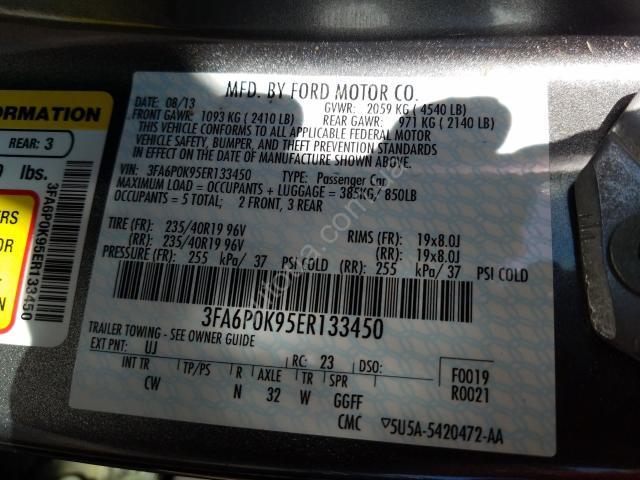 ORMATION
REAR: 3
lbs.
ERS
OR
3FA6P0K95ER133450
MFD. BY FORD MOTOR CO.
DATE: 08/13 GVWR: 2059 KG ( 4540 LB)
FRONT GAWR: 1093 KG ( 2410 LB) REAR GAWR: 971 KG ( 2140 LB)
THIS VEHICLE CONFORMS TO ALL APPLICABLE FEDERAL MOTOR
VEHICLE SAFETY, BUMPER, AND THEFT PREVENTION STANDARDS
IN EFFECT ON THE DATE OF MANUFACTURE SHOWN ABOVE.
VIN: 3FA6P0K95ER133450 TYPE: Passenger Car
MAXIMUM LOAD = OCCUPANTS + LUGGAGE = 385KG/ 850LB
OCCUPANTS = 5 TOTAL: 2 FRONT, 3 REAR
TIRE (FR): 235/40R19 96V RIMS (FR): 19x8.0J
(RR): 235/40R19 96V (RR): 19x8.0J
PRESSURE (FR): 255 kPa/ 37 PSI COLD (RR): 255 kPa/ 37 PSI COLD
3FA6P0K95ER133450
TRAILER TOWING - SEE OWNER GUIDE
EXT PNT: UJ RC: 23 DSO: F0019
R0021
INT TR TP/PS R AXLE TR SPR
CW N 32 W GGFF
CMC ▽5U5A-5420472-AA